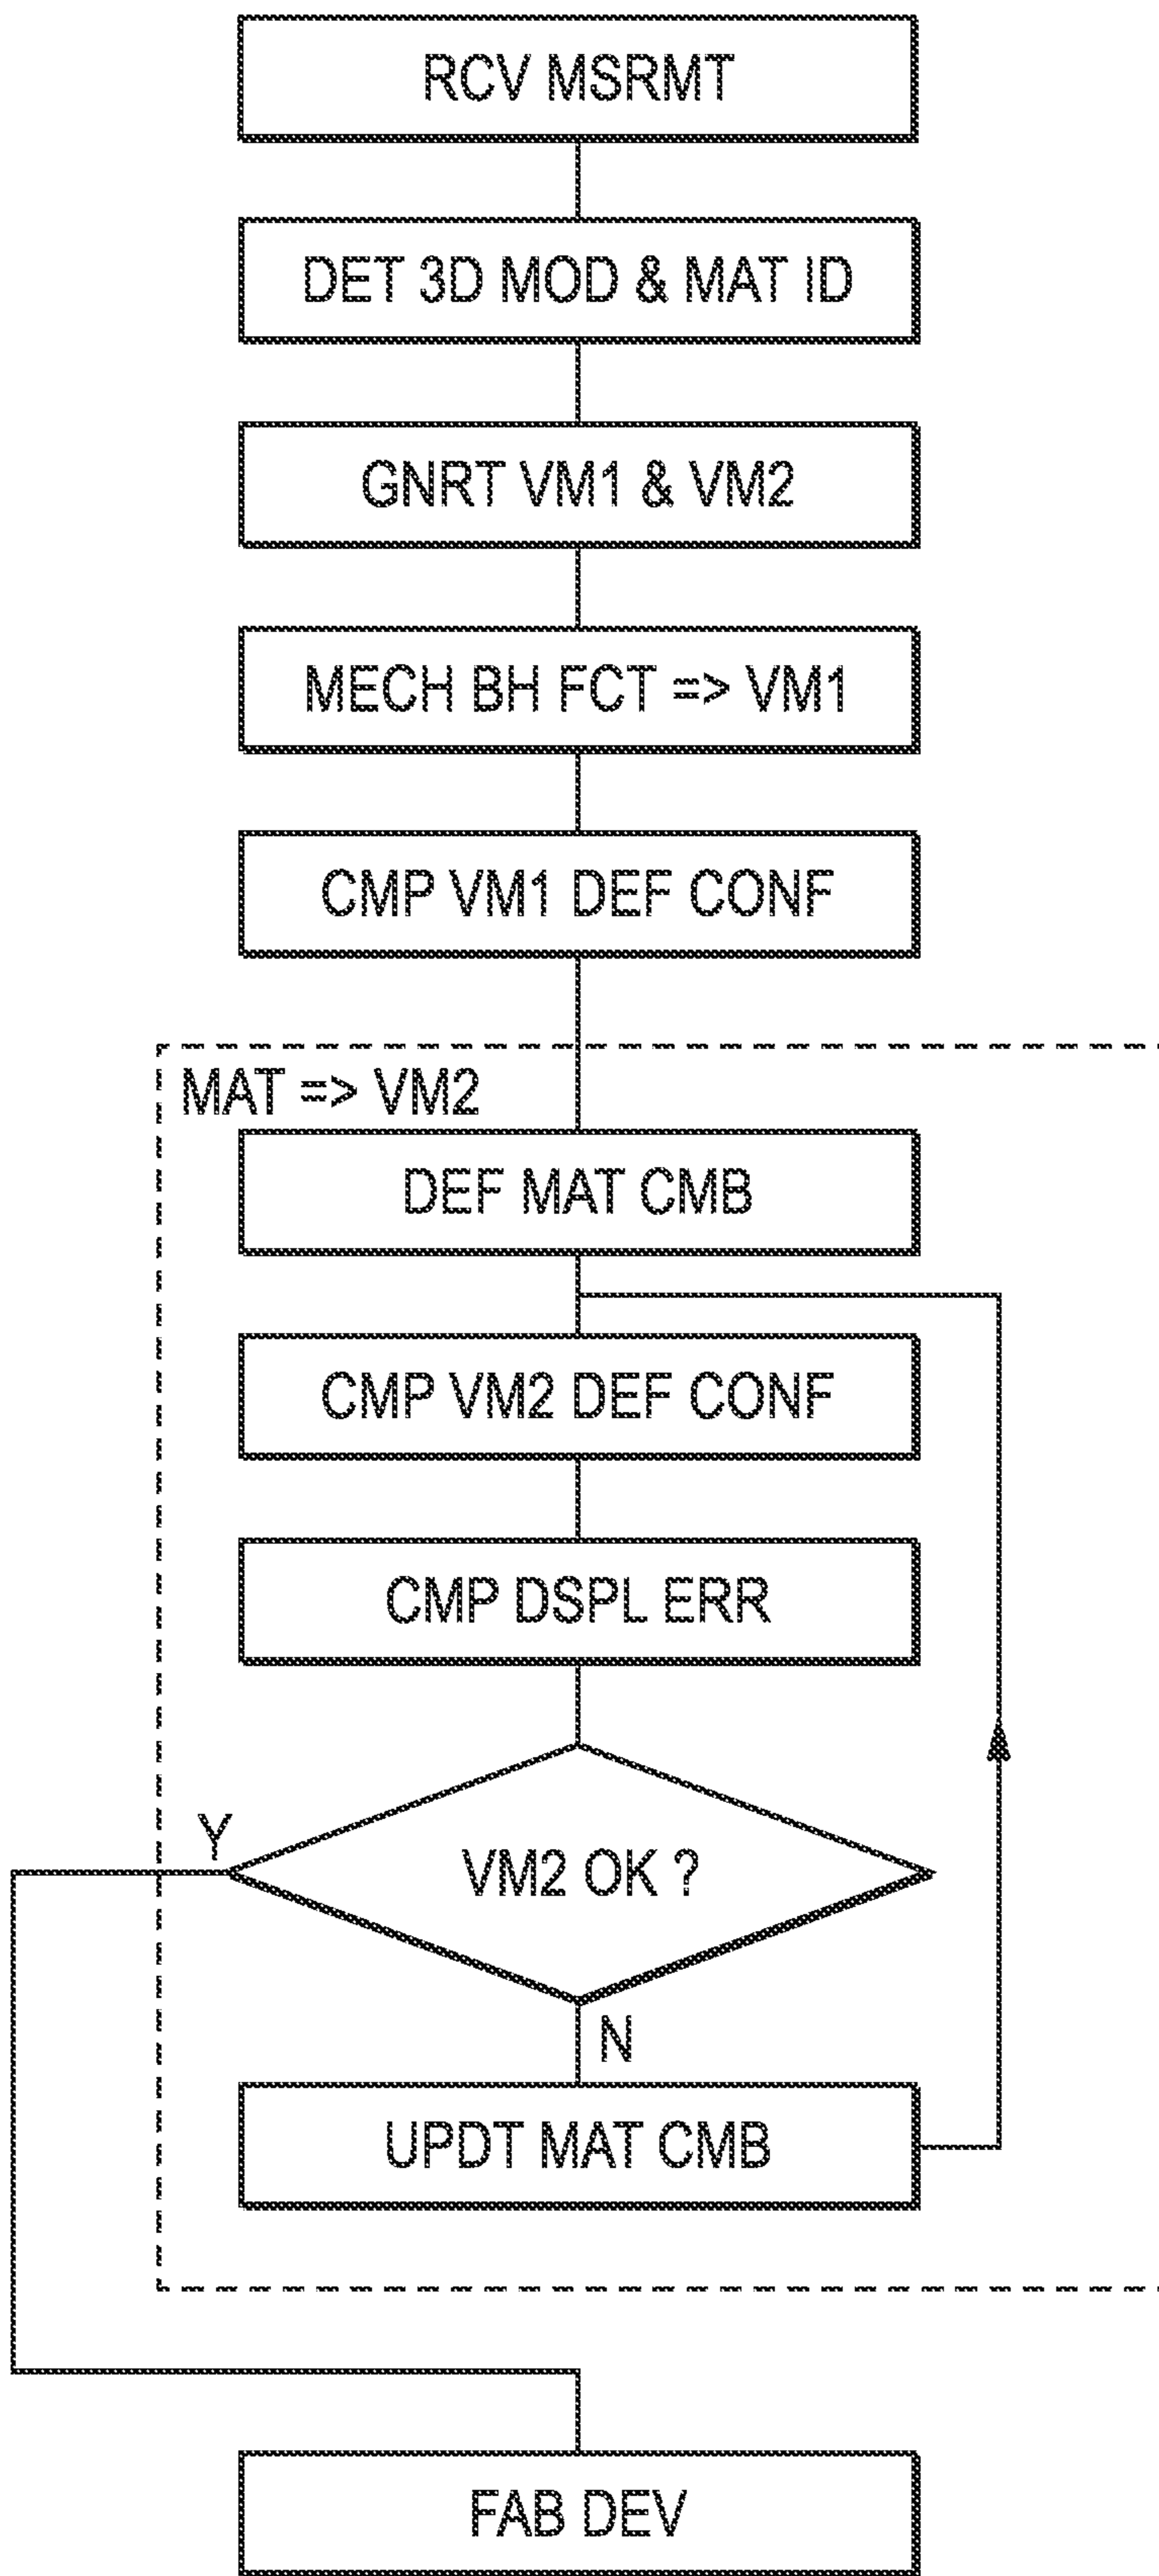 RCV MSRMT
DET 3D MOD & MAT ID
GNRT VM1 & VM2
MECH BH FCT => VM1
CMP VM1 DEF CONF
MAT => VM2
DEF MAT CMB
CMP VM2 DEF CONF
CMP DSPL ERR
Y
VM2 OK ?
N
UPDT MAT CMB
FAB DEV